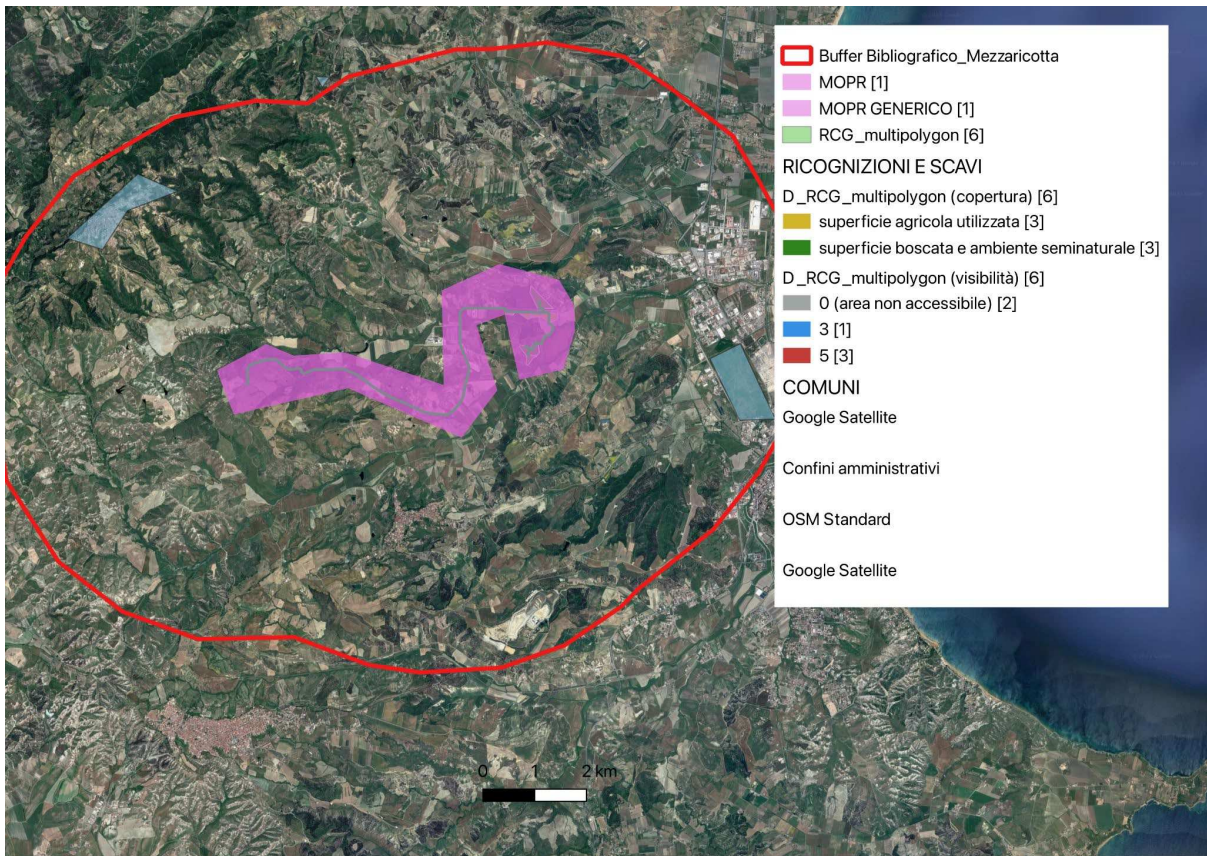 Buffer Bibliografico_Mezzaricotta
MOPR [1]
MOPR GENERICO [1]
RCG_multipolygon [6]
RICOGNIZIONI E SCAVI
D_RCG_multipolygon (copertura) [6]
superficie agricola utilizzata [3]
superficie boscata e ambiente seminaturale [3]
D_RCG_multipolygon (visibilità) [6]
0 (area non accessibile) [2]
3 [1]
5 [3]
COMUNI
Google Satellite
Confini amministrativi
OSM Standard
Google Satellite
0 1 2 km